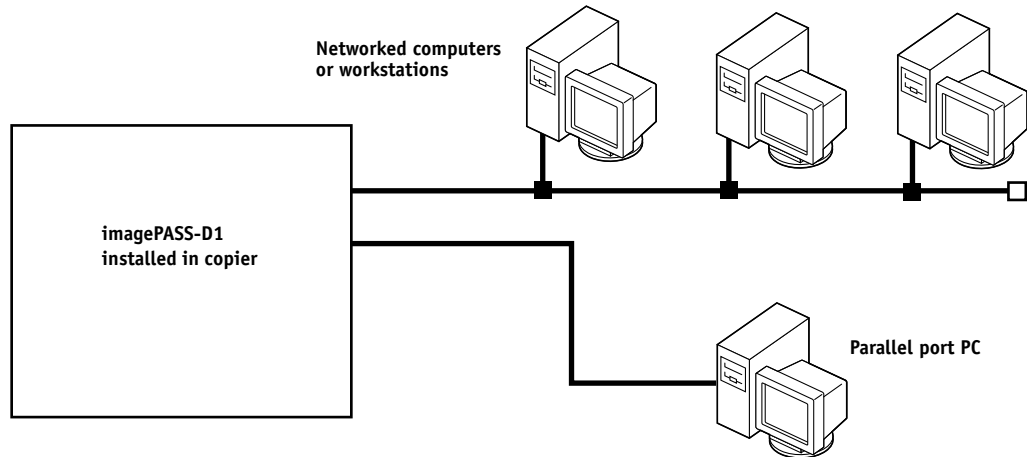 Networked computers
or workstations
imagePASS-D1
installed in copier
Parallel port PC